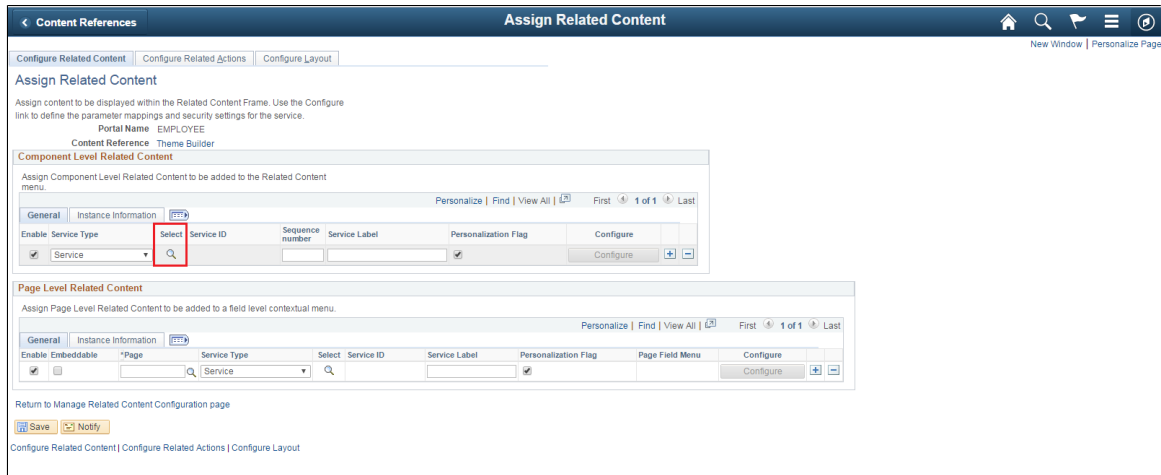 Content References
Assign Related Content
New Window | Personalize Page
Configure Related Content
Configure Related Actions
Configure Layout
Assign Related Content
Assign content to be displayed within the Related Content Frame. Use the Configure
link to define the parameter mappings and security settings for the service.
Portal Name EMPLOYEE
Content Reference Theme Builder
Component Level Related Content
Assign Component Level Related Content to be added to the Related Content
menu.
Personalize | Find | View All | First 1 of 1 Last
General Instance Information
Enable Service Type Select Service ID Sequence number Service Label Personalization Flag Configure
Service Configure
Page Level Related Content
Assign Page Level Related Content to be added to a field level contextual menu.
Personalize | Find | View All | First 1 of 1 Last
General Instance Information
Enable Embeddable *Page Service Type Select Service ID Service Label Personalization Flag Page Field Menu Configure
Service Configure
Return to Manage Related Content Configuration page
Save Notify
Configure Related Content | Configure Related Actions | Configure Layout